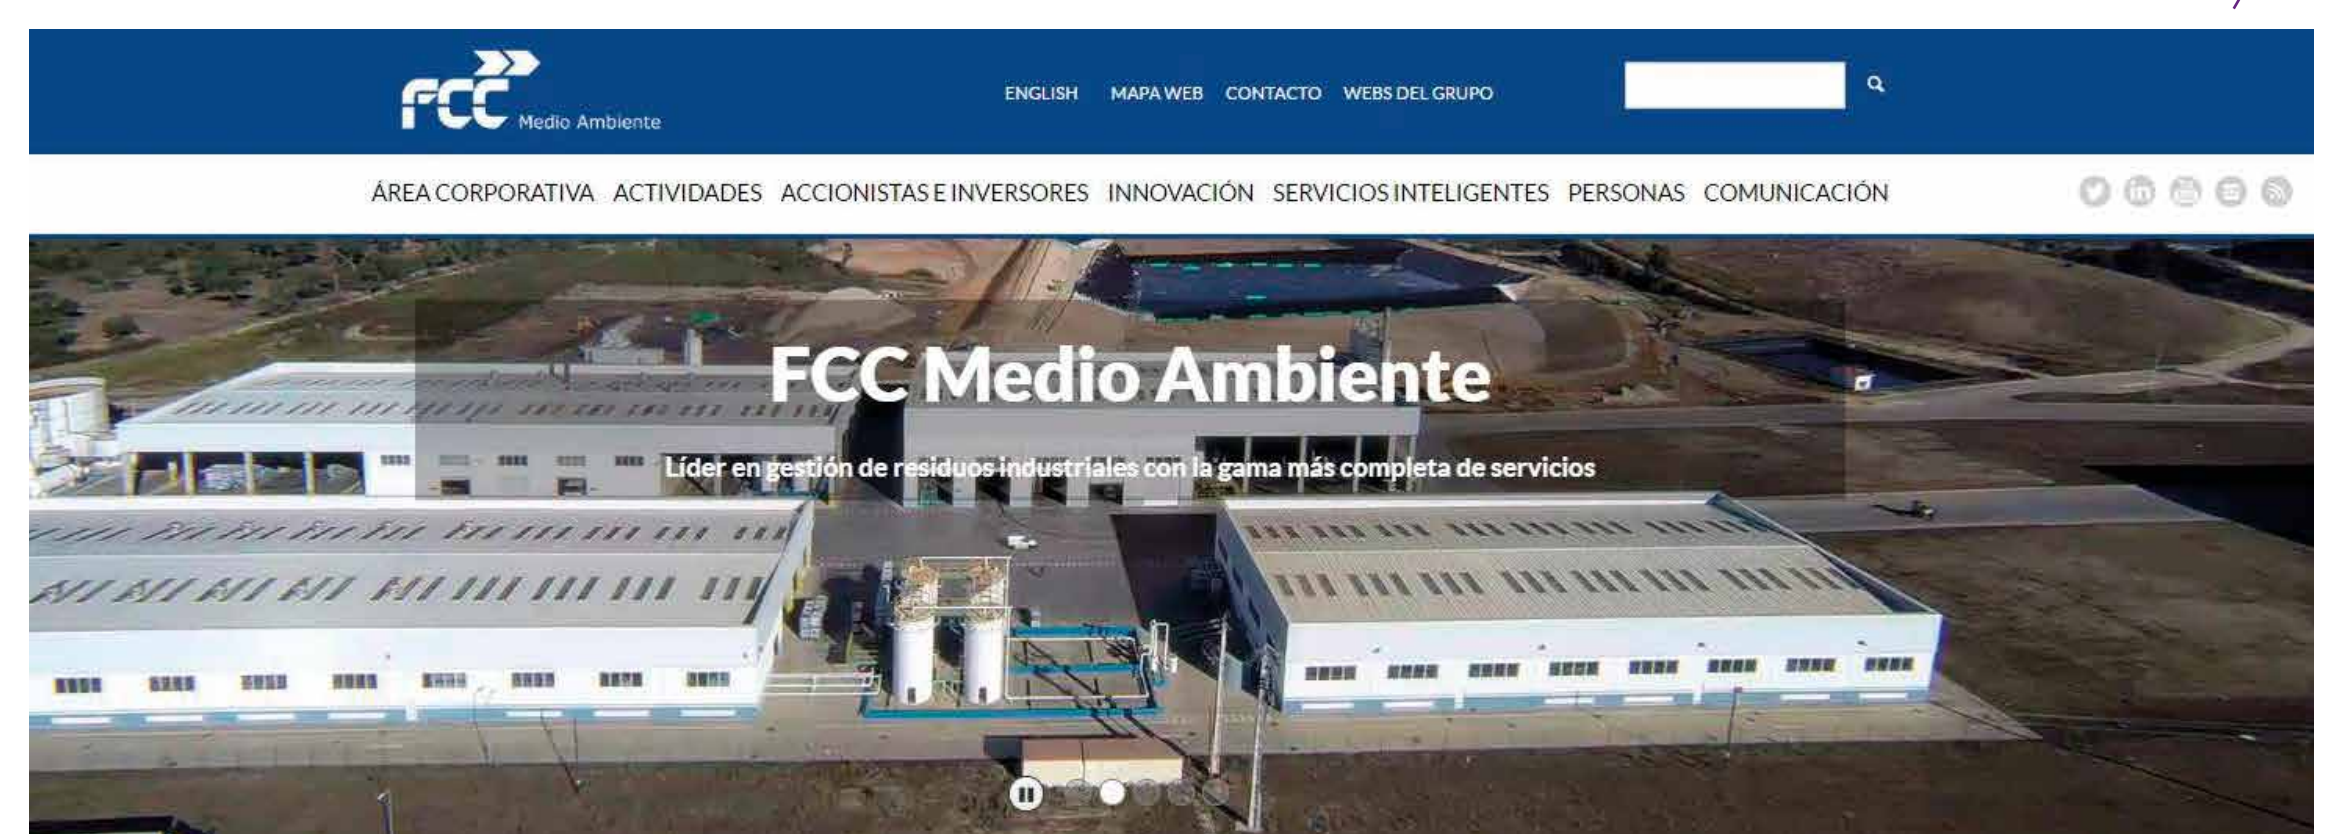 FCC
Medio Ambiente
ENGLISH MAPA WEB CONTACTO WEBS DEL GRUPO
ÁREA CORPORATIVA ACTIVIDADES ACCIONISTAS E INVERSORES INNOVACIÓN SERVICIOS INTELIGENTES PERSONAS COMUNICACIÓN
in
FCC Medio Ambiente
Líder en gestión de residuos industriales con la gama más completa de servicios